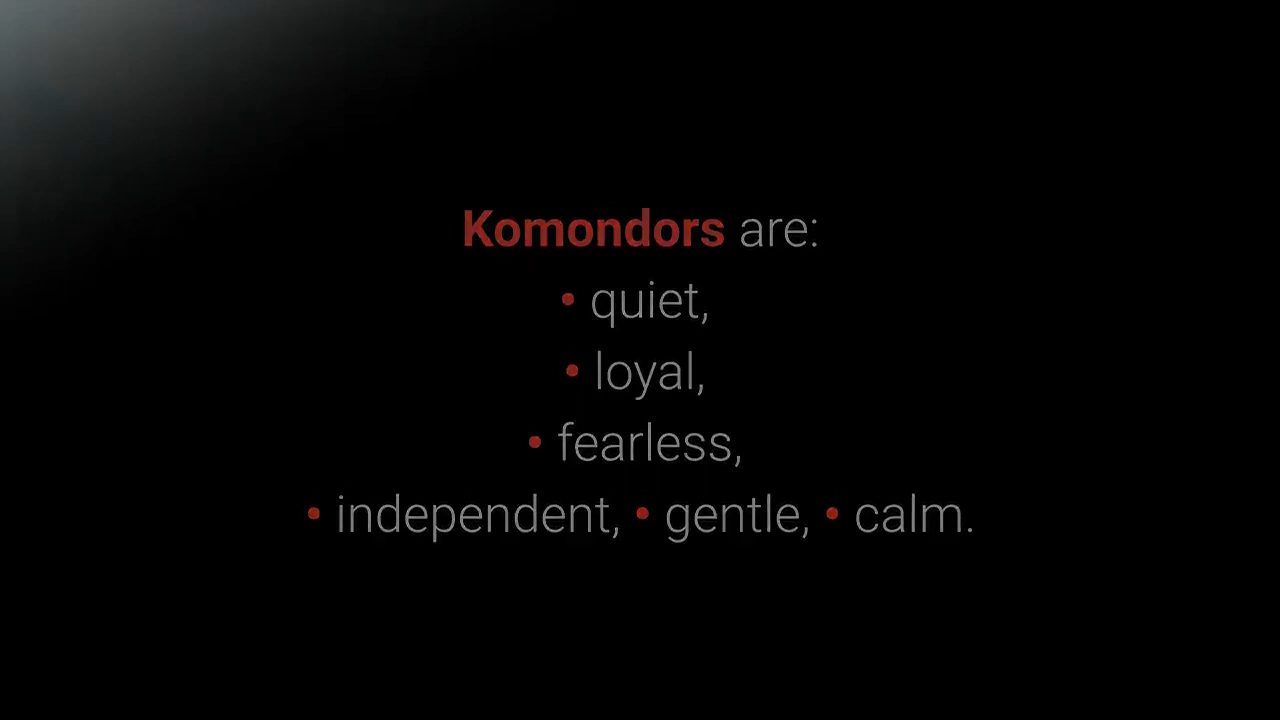 Komondors are:
• quiet,
• loyal,
• fearless,
• independent, • gentle, • calm.